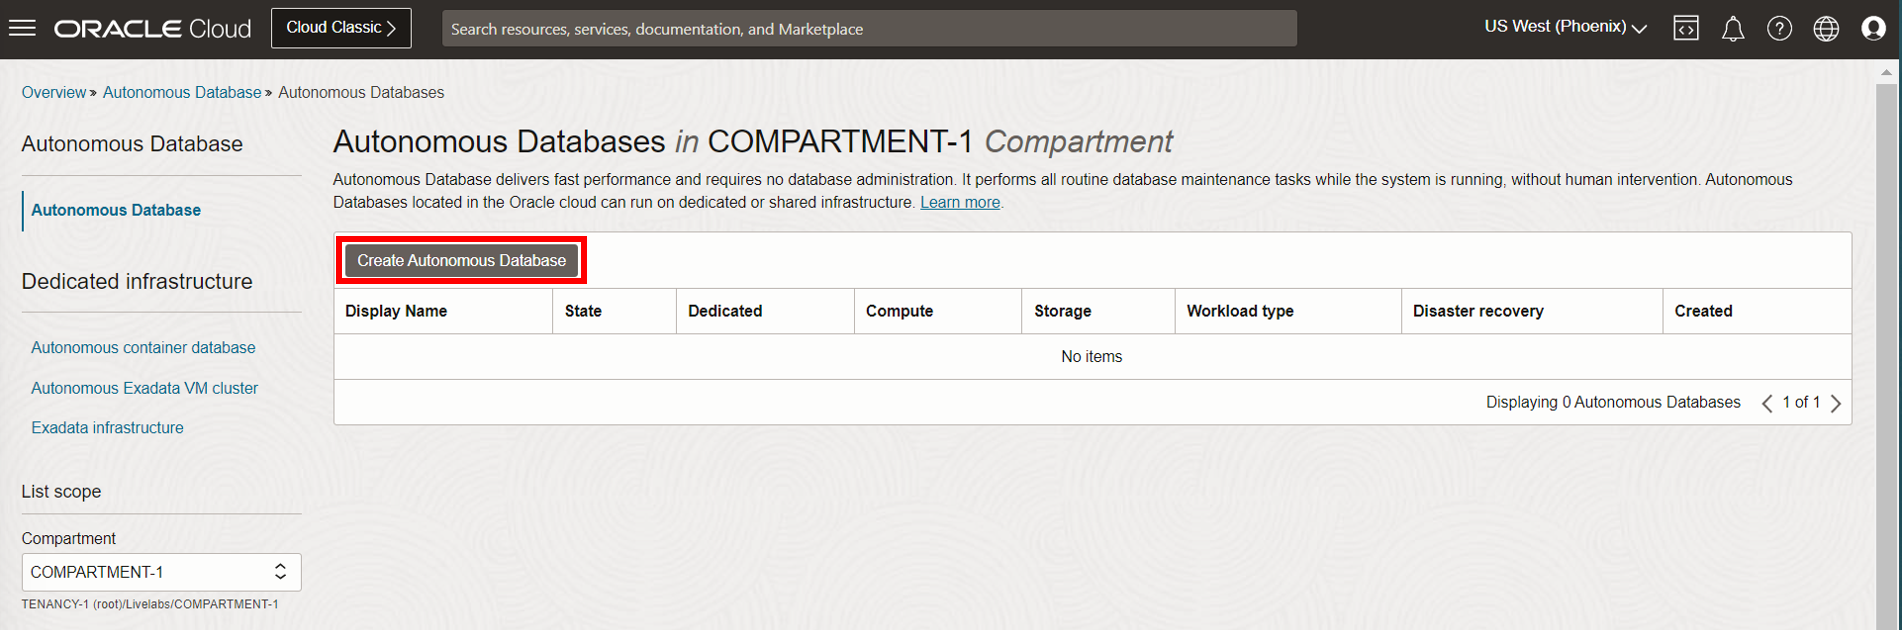 ORACLE Cloud
Cloud Classic
Search resources, services, documentation, and Marketplace
US West (Phoenix)
Overview » Autonomous Database » Autonomous Databases
Autonomous Database
Autonomous Database
Dedicated infrastructure
Autonomous container database
Autonomous Exadata VM cluster
Exadata infrastructure
List scope
Compartment
COMPARTMENT-1
TENANCY-1 (root)/Livelabs/COMPARTMENT-1
Autonomous Databases in COMPARTMENT-1 Compartment
Autonomous Database delivers fast performance and requires no database administration. It performs all routine database maintenance tasks while the system is running, without human intervention. Autonomous
Databases located in the Oracle cloud can run on dedicated or shared infrastructure. Learn more.
Create Autonomous Database
Display Name State Dedicated Compute Storage Workload type Disaster recovery Created
No items
Displaying 0 Autonomous Databases 1 of 1